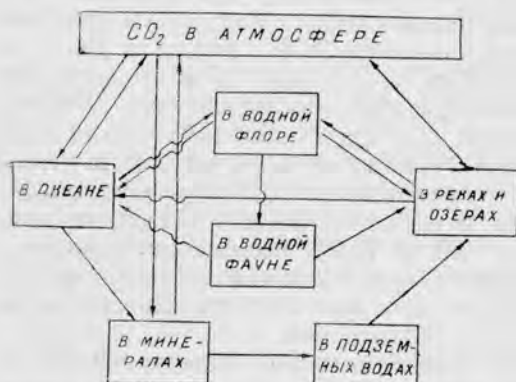 CO₂ В АТМОСФЕРЕ
В ВОДНОЙ
ФЛОРЕ
В ОКЕАНЕ
В РЕКАХ И
ОЗЕРАХ
В ВОДНОЙ
ФАУНЕ
В МИНЕ-
РАЛАХ
В ПОДЗЕМ-
НЫХ ВОДАХ